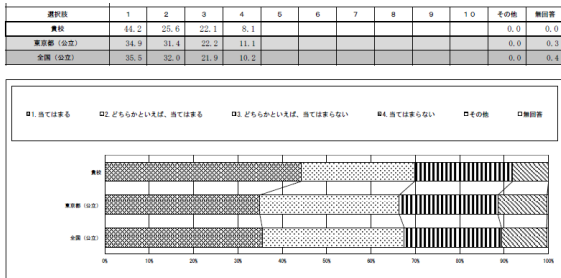 選択肢 1 2 3 4 5 6 7 8 9 10 その他 無回答
貴校 44.2 25.6 22.1 8.1 0.0 0.0
東京都（公立） 34.9 31.4 22.2 11.1 0.0 0.3
全国（公立） 35.5 32.0 21.9 10.2 0.0 0.4
1. 当てはまる 2. どちらかといえば、当てはまる 3. どちらかといえば、当てはまらない 4. 当てはまらない その他 無回答
貴校
東京都（公立）
全国（公立）
0% 10% 20% 30% 40% 50% 60% 70% 80% 90% 100%